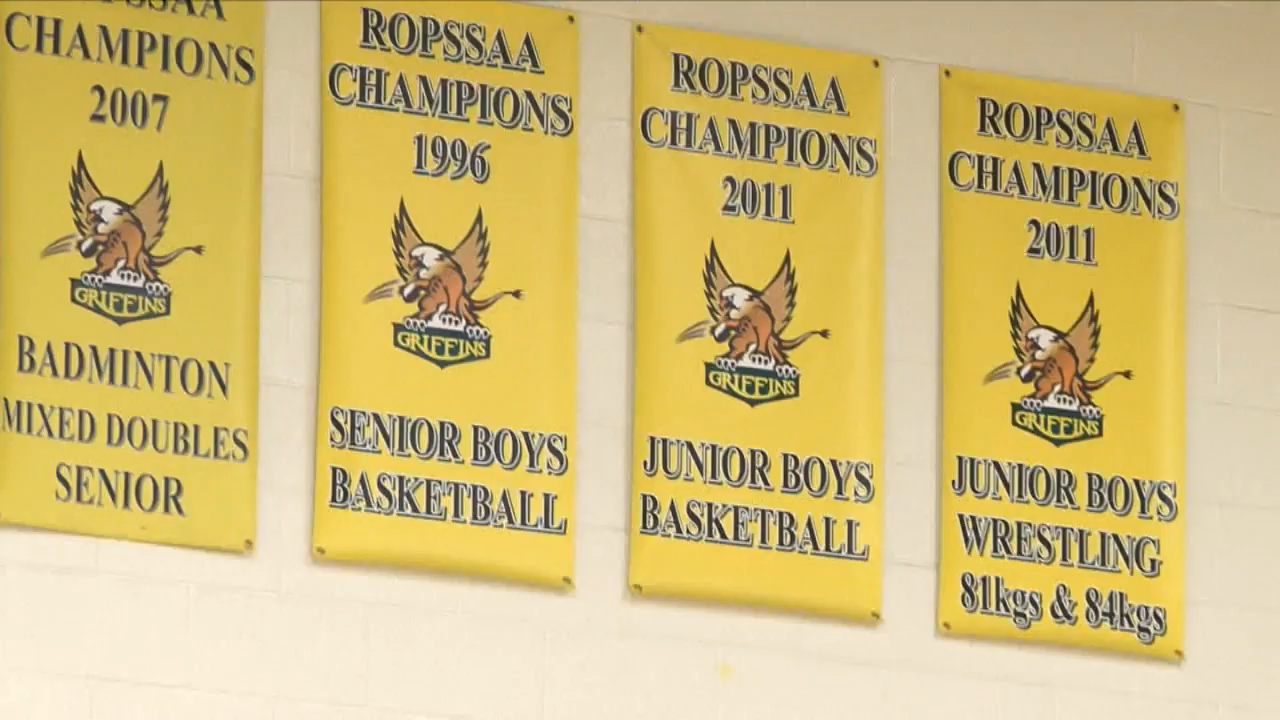 ROPSSAA
CHAMPIONS
2007
GRIFFINS
BADMINTON
MIXED DOUBLES
SENIOR
ROPSSAA
CHAMPIONS
1996
GRIFFINS
SENIOR BOYS
BASKETBALL
ROPSSAA
CHAMPIONS
2011
GRIFFINS
JUNIOR BOYS
BASKETBALL
ROPSSAA
CHAMPIONS
2011
GRIFFINS
JUNIOR BOYS
WRESTLING
81kgs & 84kgs